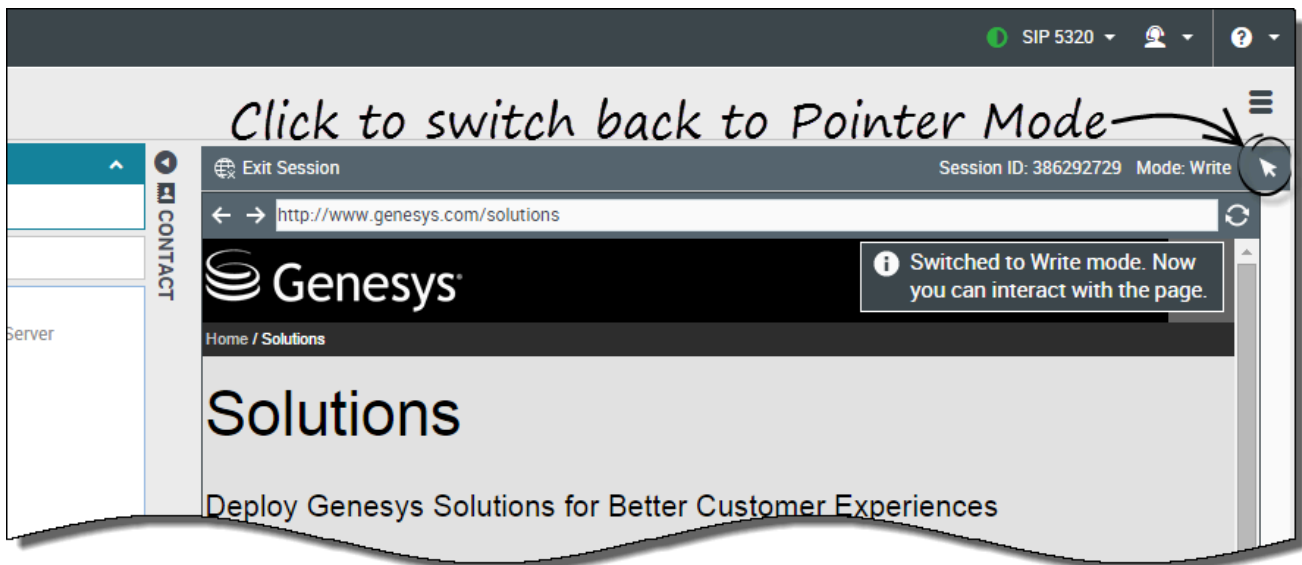 SIP 5320
Click to switch back to Pointer Mode
Exit Session
Session ID: 386292729 Mode: Write
CONTACT
http://www.genesys.com/solutions
Genesys
Switched to Write mode. Now
you can interact with the page.
Server
Home / Solutions
Solutions
Deploy Genesys Solutions for Better Customer Experiences